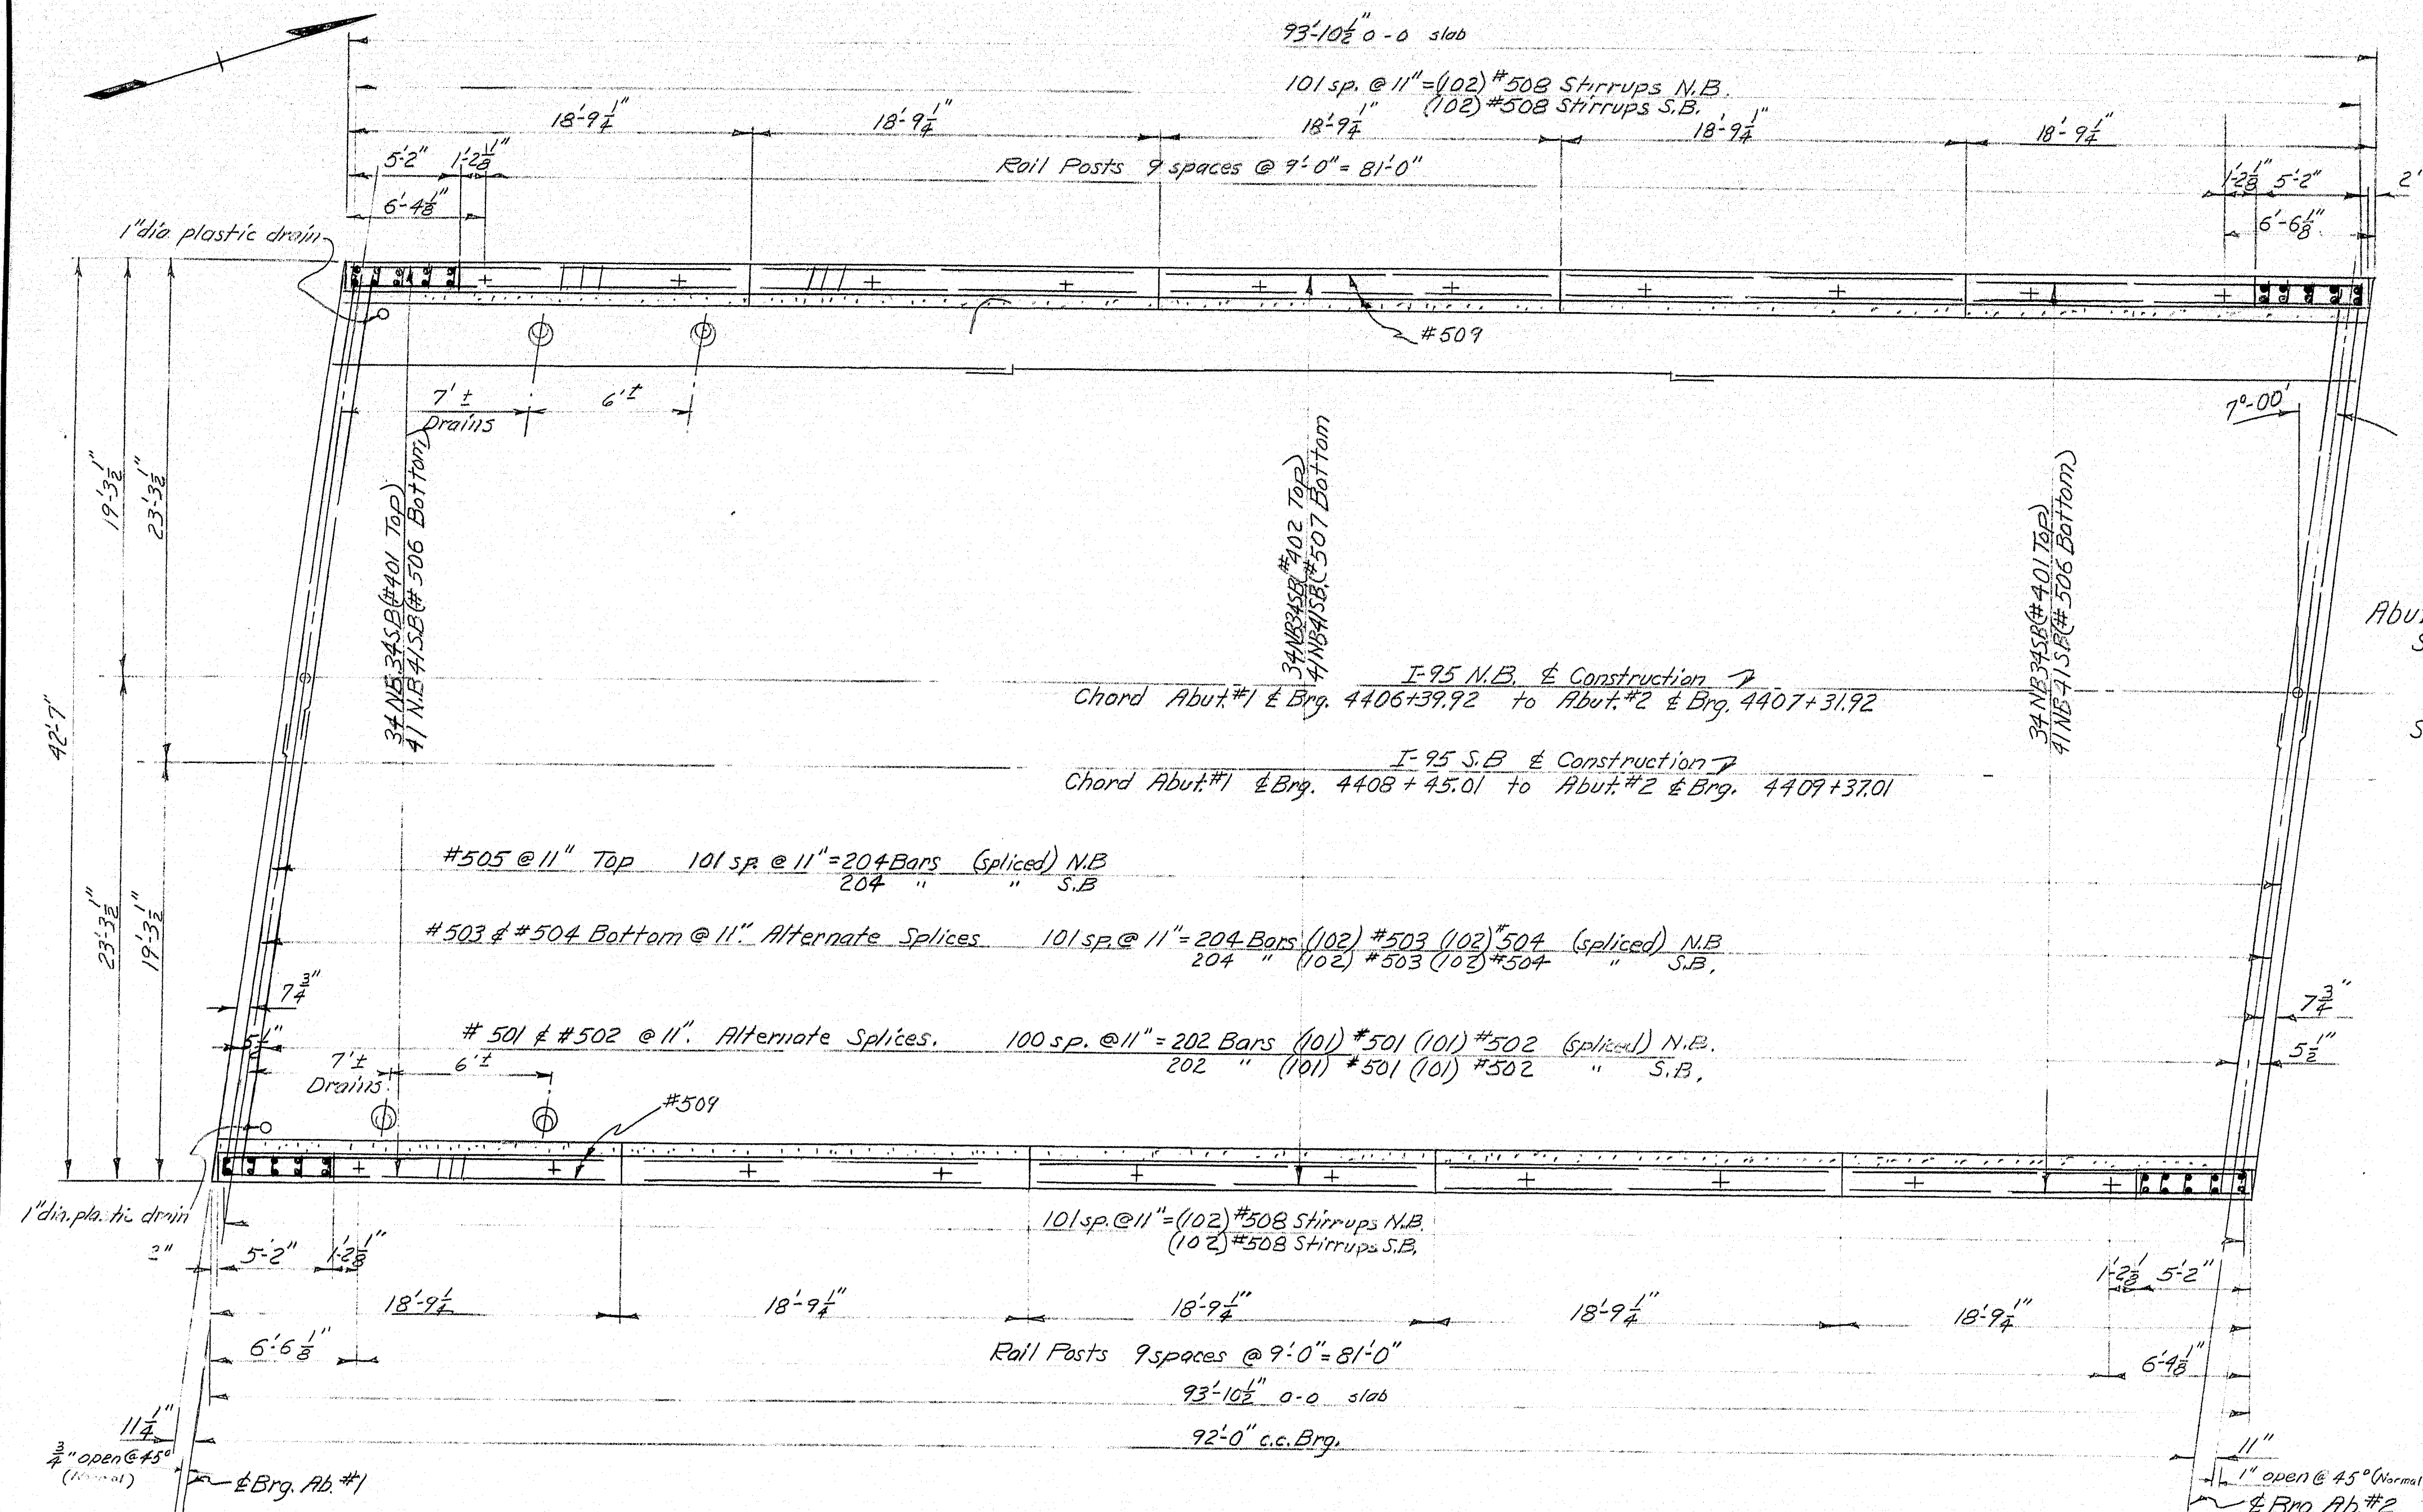 93'-10½" o-o slab
101 sp. @ 11" = (102) #508 Stirrups N.B.
(102) #508 Stirrups S.B.
18'-9¼"
18'-9¼"
18'-9¼"
18'-9¼"
18'-9¼"
5'-2"
1'-2⅛"
Rail Posts 9 spaces @ 9'-0" = 81'-0"
1'-2⅛"
5'-2"
6'-4⅛"
6'-6⅛"
1" dia. plastic drain
#509
7'±
Drains
6'±
7°-00'
19'-3½"
23'-3½"
42'-7"
34 NB 34 SB (#401 Top)
41 N.B 41 SB (#506 Bottom)
34 NB 34 SB (#402 Top)
41 NB 41 SB (#507 Bottom
34 NB 34 SB (#401 Top)
41 NB 41 SB (#506 Bottom)
I-95 N.B. ℄ Construction
Chord Abut. #1 ℄ Brg. 4406+39.92 to Abut. #2 ℄ Brg. 4407+31.92
I-95 S.B ℄ Construction
Chord Abut. #1 ℄ Brg. 4408+45.01 to Abut. #2 ℄ Brg. 4409+37.01
#505 @ 11" Top 101 sp. @ 11" = 204 Bars (spliced) N.B
204 " " S.B
#503 & #504 Bottom @ 11". Alternate Splices 101 sp. @ 11" = 204 Bars (102) #503 (102) #504 (spliced) N.B
204 " (102) #503 (102) #504 " S.B.
23'-3½"
19'-3½"
7¾"
7¾"
#501 & #502 @ 11". Alternate Splices. 100 sp. @ 11" = 202 Bars (101) #501 (101) #502 (spliced) N.B.
202 " (101) #501 (101) #502 " S.B.
5½"
7'±
Drains
6'±
#509
101 sp. @ 11" = (102) #508 Stirrups N.B.
(102) #508 Stirrups S.B.
5'-2"
1'-2⅛"
1'-2⅛
5'-2"
18'-9¼
18'-9¼"
18'-9¼"
18'-9¼"
18'-9¼"
6'-6⅛"
Rail Posts 9 spaces @ 9'-0" = 81'-0"
6'-4⅛"
93'-10½" o-o slab
92'-0" c.c. Brg.
11¼"
¾" open @ 45°
℄ Brg. Ab. #1
11"
1" open @ 45° (Normal
℄ Brg. Ab. #2